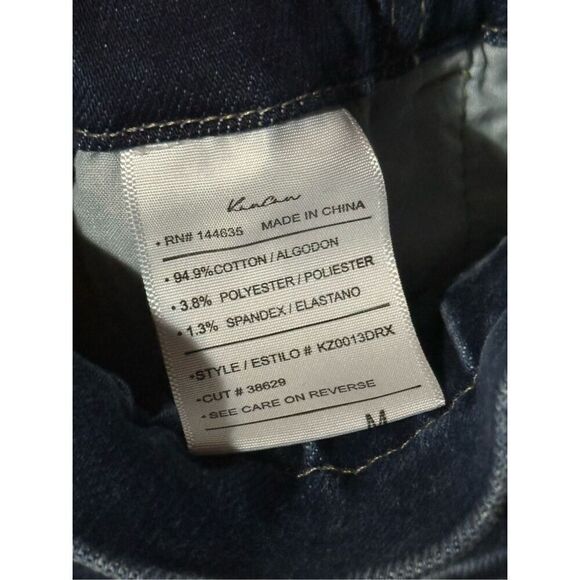 KanCan
• RN# 144635 MADE IN CHINA
• 94.9%COTTON / ALGODON
• 3.8% POLYESTER / POLIESTER
• 1.3% SPANDEX / ELASTANO
•STYLE / ESTILO # KZ0013DRX
•CUT # 38629
• SEE CARE ON REVERSE
M